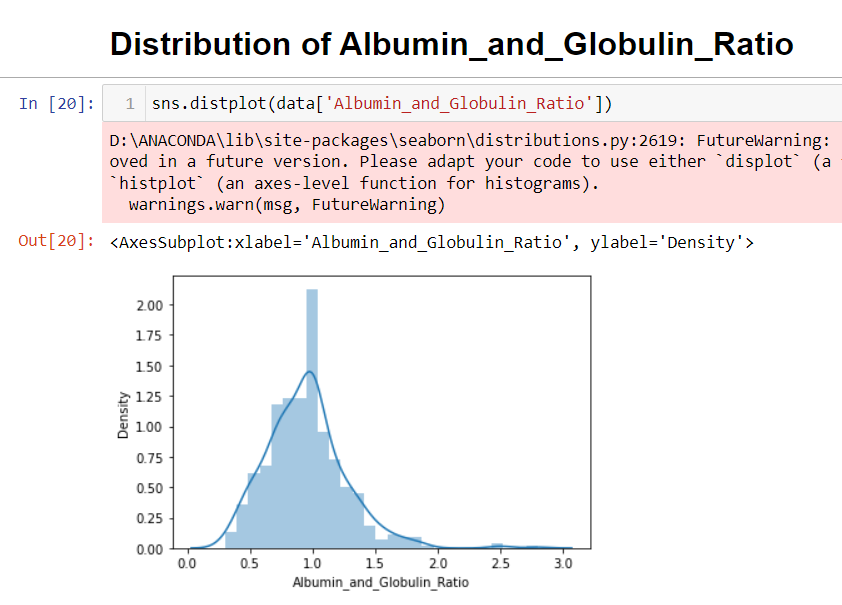 Distribution of Albumin_and_Globulin_Ratio
In [20]: 1 sns.distplot(data['Albumin_and_Globulin_Ratio'])
D:\ANACONDA\lib\site-packages\seaborn\distributions.py:2619: FutureWarning:
oved in a future version. Please adapt your code to use either `displot` (a
`histplot` (an axes-level function for histograms).
warnings.warn(msg, FutureWarning)
Out[20]: <AxesSubplot:xlabel='Albumin_and_Globulin_Ratio', ylabel='Density'>
2.00
1.75
1.50
1.25
1.00
0.75
0.50
0.25
0.00
Density
0.0 0.5 1.0 1.5 2.0 2.5 3.0
Albumin_and_Globulin_Ratio